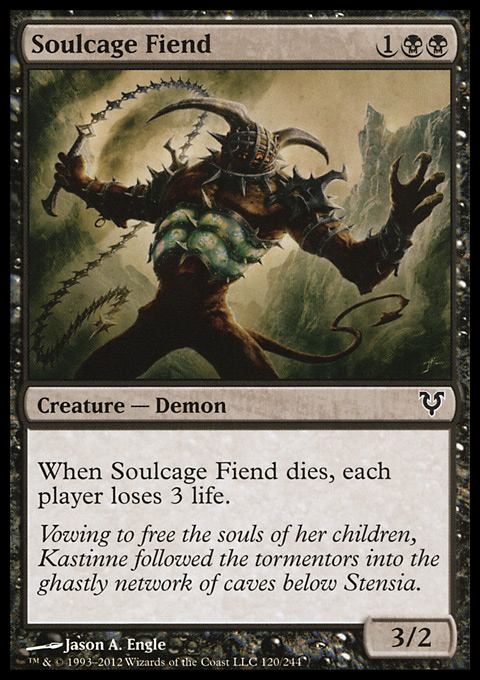 Soulcage Fiend 1
Creature — Demon
When Soulcage Fiend dies, each
player loses 3 life.
Vowing to free the souls of her children,
Kastinne followed the tormentors into the
ghastly network of caves below Stensia.
3/2
Jason A. Engle
™ & © 1993–2012 Wizards of the Coast LLC 120/244